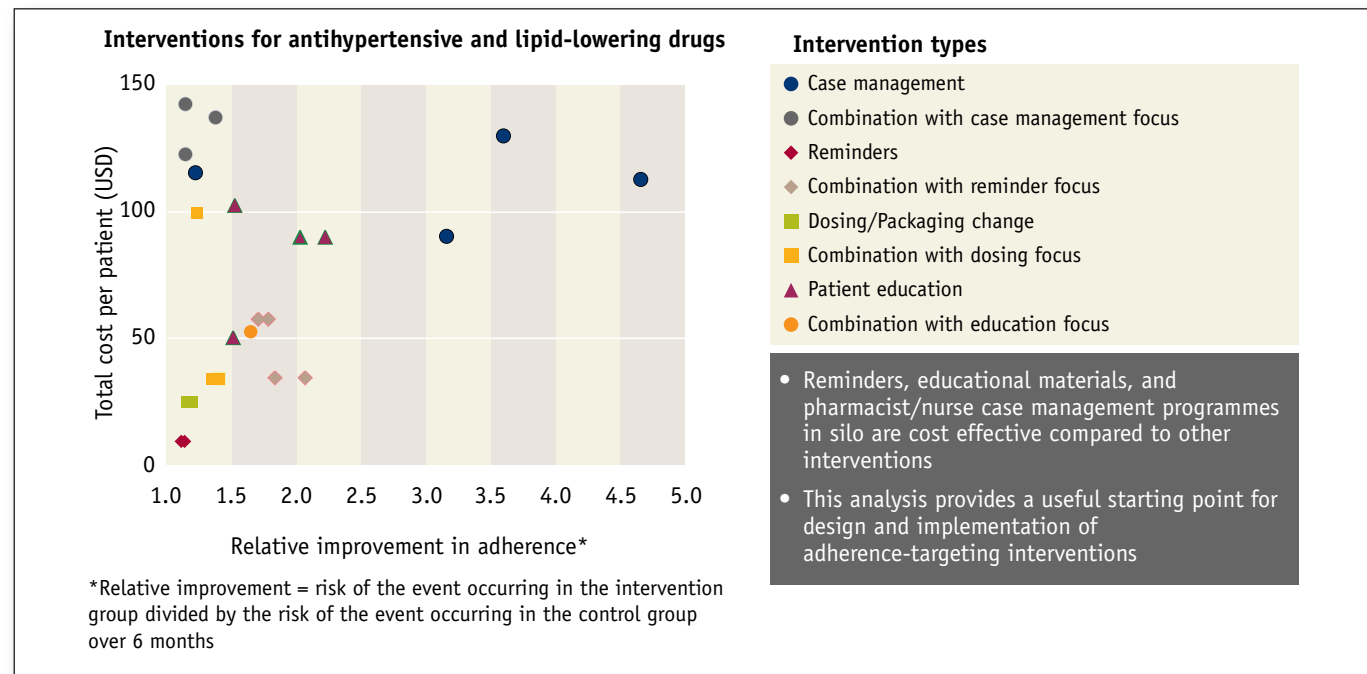 Interventions for antihypertensive and lipid-lowering drugs
150
100
50
0
Total cost per patient (USD)
1.0 1.5 2.0 2.5 3.0 3.5 4.0 4.5 5.0
Relative improvement in adherence*
*Relative improvement = risk of the event occurring in the intervention
group divided by the risk of the event occurring in the control group
over 6 months
Intervention types
Case management
Combination with case management focus
Reminders
Combination with reminder focus
Dosing/Packaging change
Combination with dosing focus
Patient education
Combination with education focus
• Reminders, educational materials, and
pharmacist/nurse case management programmes
in silo are cost effective compared to other
interventions
• This analysis provides a useful starting point for
design and implementation of
adherence-targeting interventions